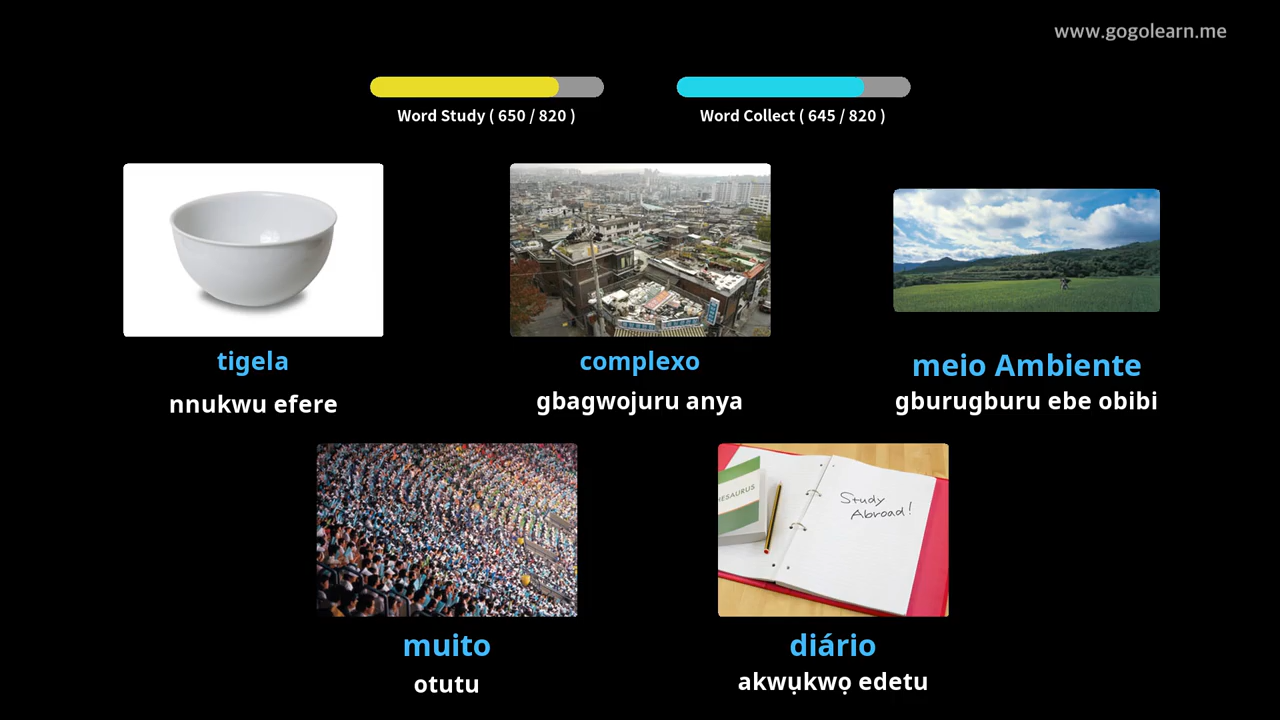 www.gogolearn.me
Word Study ( 650 / 820 )
Word Collect ( 645 / 820 )
tigela
nnukwu efere
complexo
gbagwojuru anya
meio Ambiente
gburugburu ebe obibi
HESAURUS
Study
Abroad!
muito
otutu
diário
akwụkwọ edetu